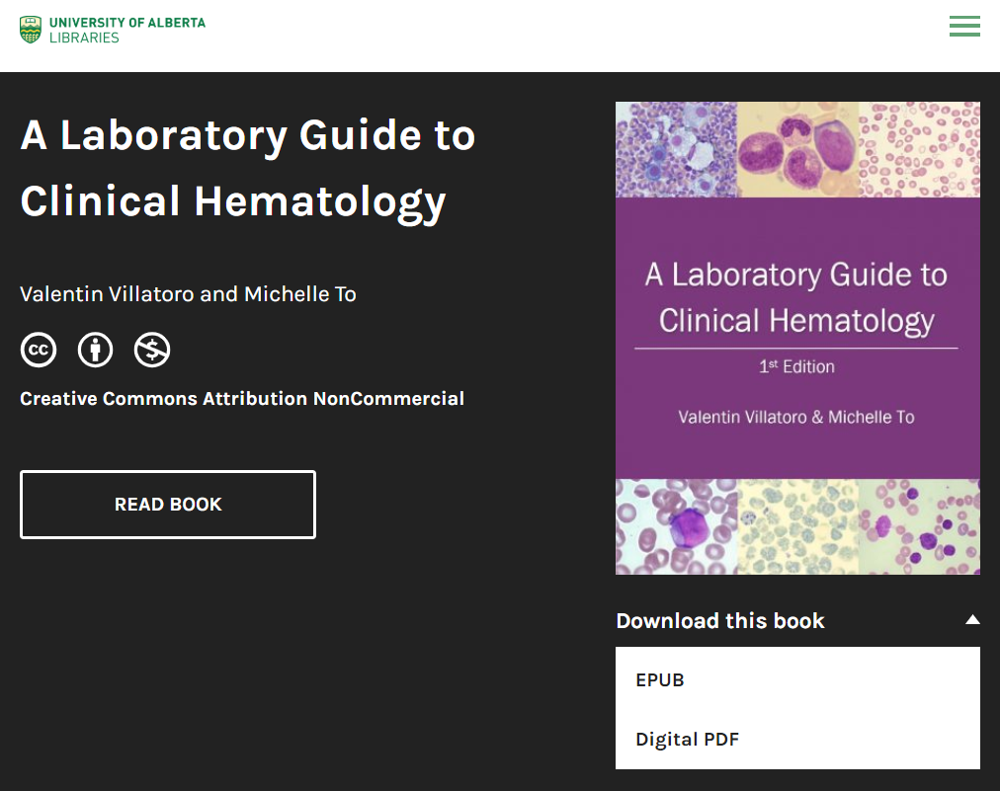 UNIVERSITY OF ALBERTA
LIBRARIES
A Laboratory Guide to
Clinical Hematology
Valentin Villatoro and Michelle To
cc
Creative Commons Attribution NonCommercial
READ BOOK
A Laboratory Guide to
Clinical Hematology
1st Edition
Valentin Villatoro & Michelle To
Download this book
EPUB
Digital PDF